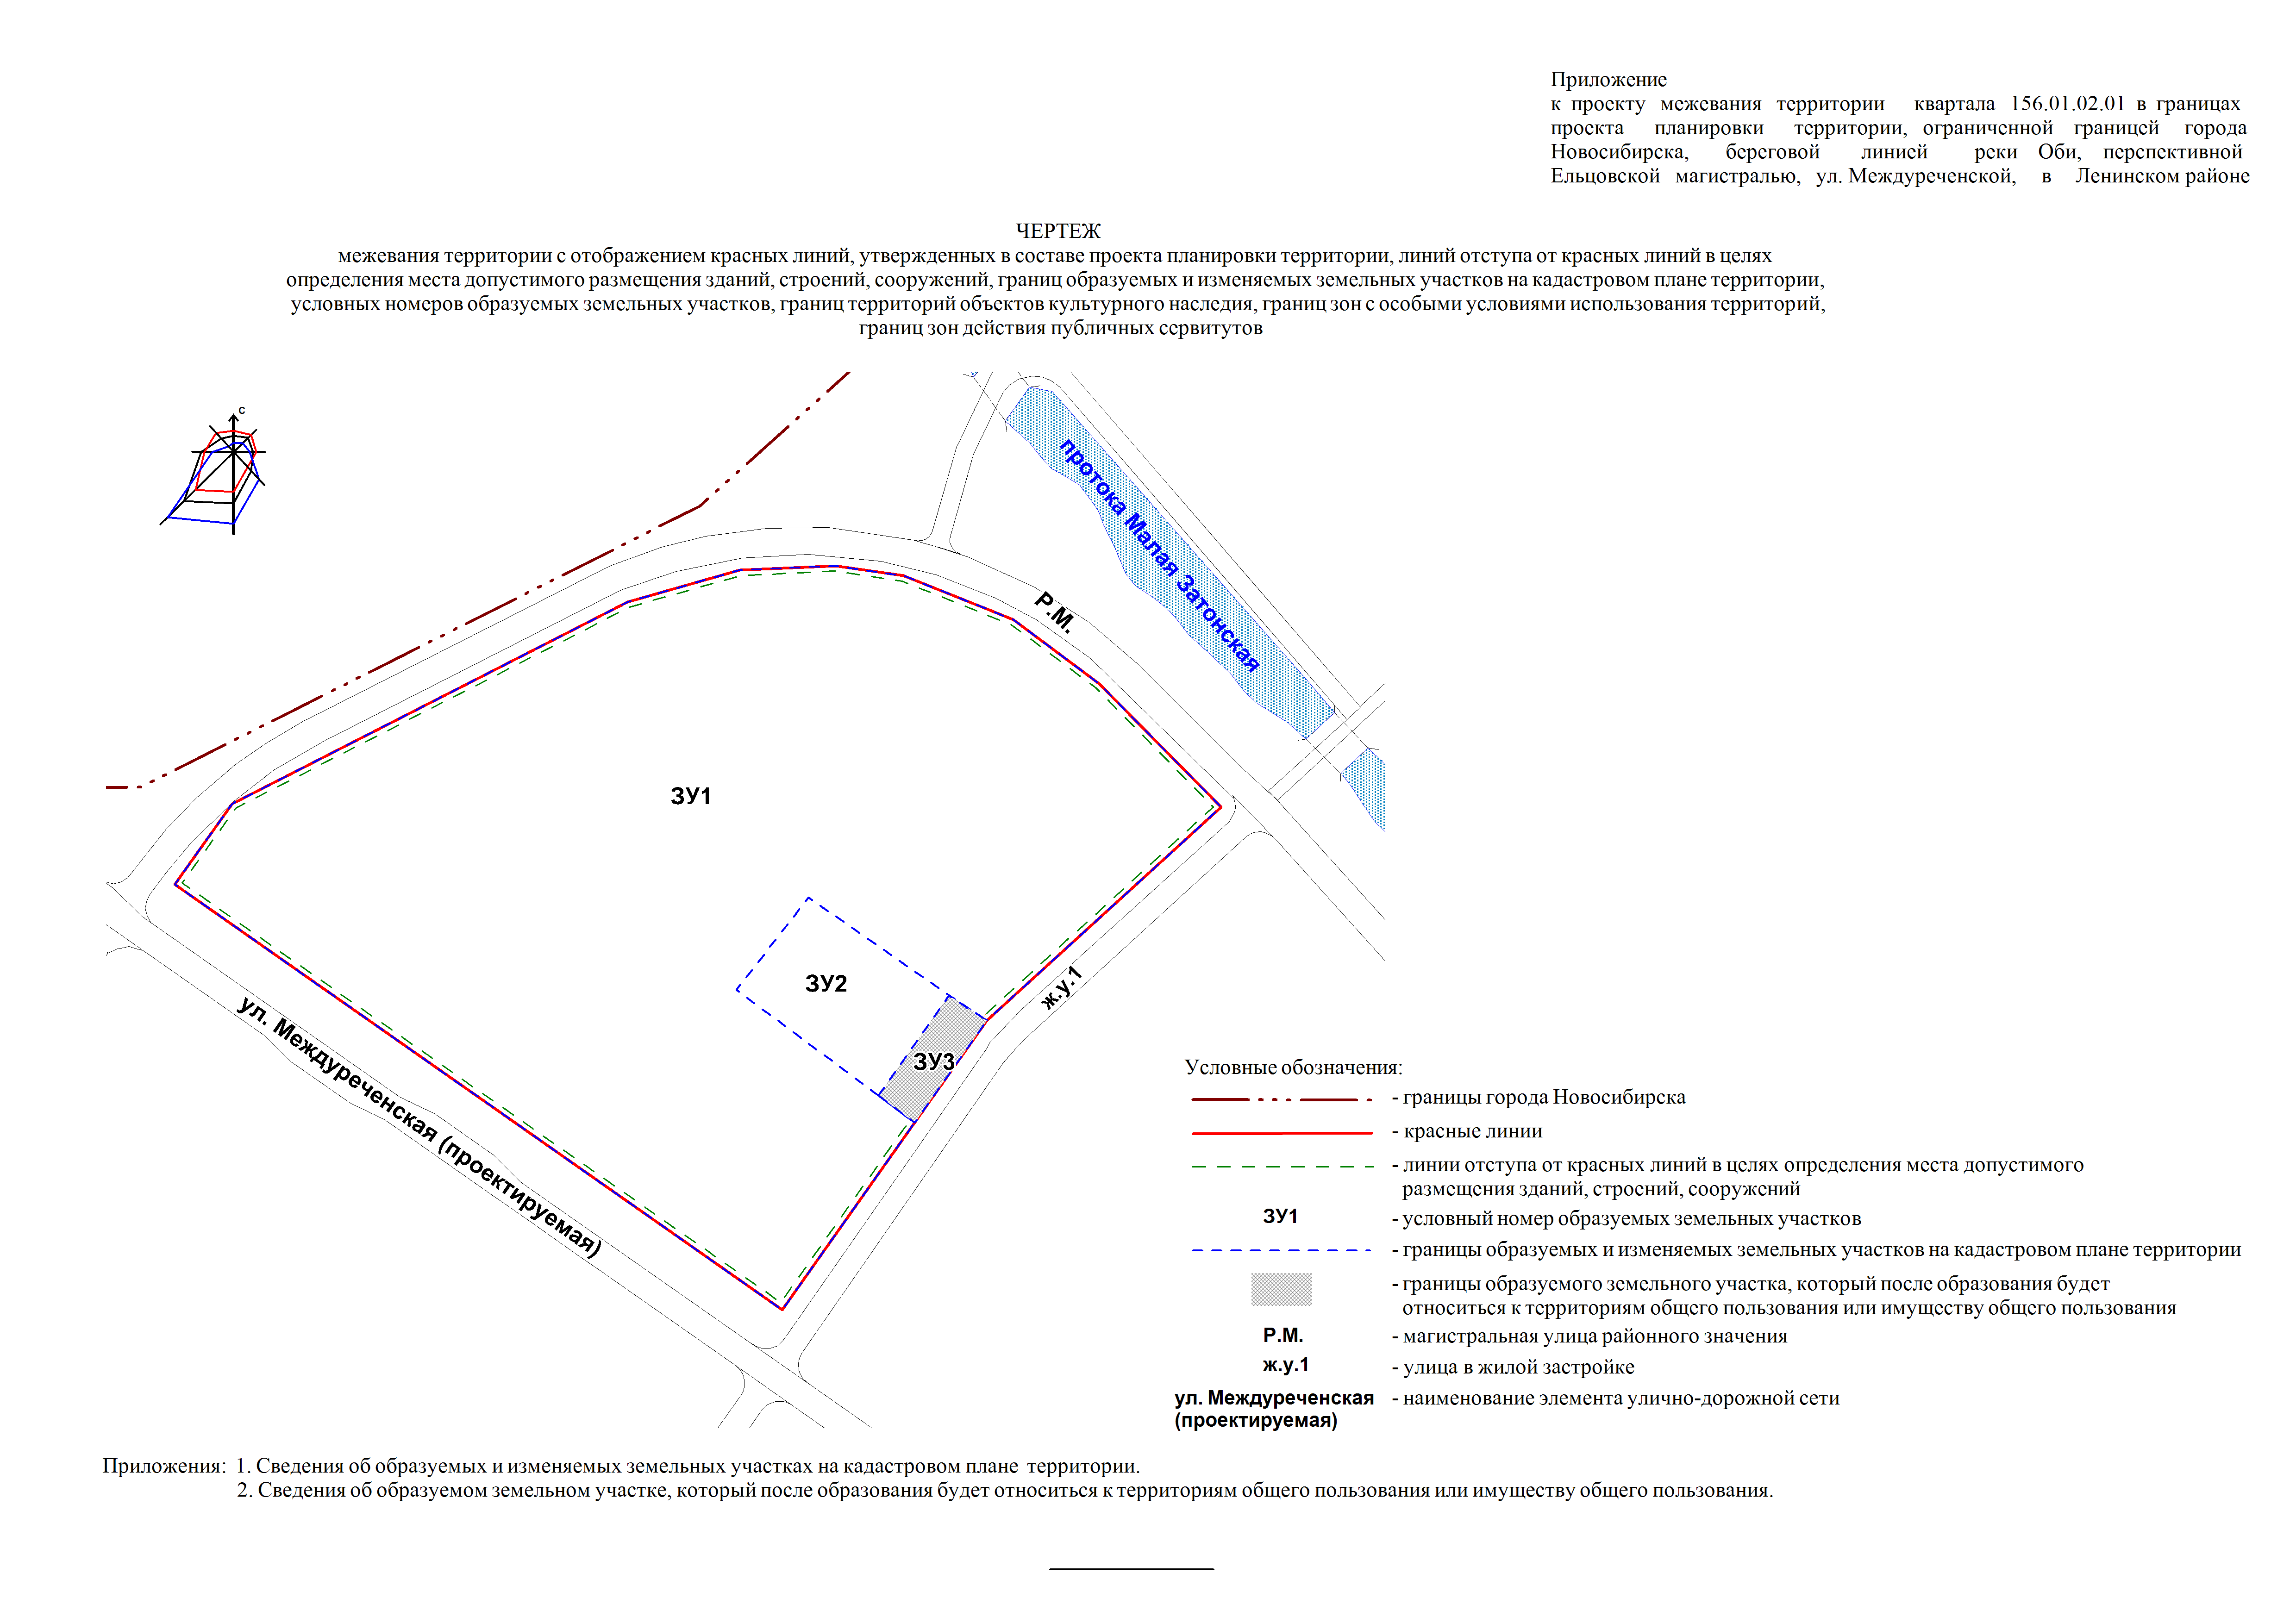 Приложение
к проекту межевания территории квартала 156.01.02.01 в границах
проекта планировки территории, ограниченной границей города
Новосибирска, береговой линией реки Оби, перспективной
Ельцовской магистралью, ул. Междуреченской, в Ленинском районе
ЧЕРТЕЖ
межевания территории с отображением красных линий, утвержденных в составе проекта планировки территории, линий отступа от красных линий в целях
определения места допустимого размещения зданий, строений, сооружений, границ образуемых и изменяемых земельных участков на кадастровом плане территории,
условных номеров образуемых земельных участков, границ территорий объектов культурного наследия, границ зон с особыми условиями использования территорий,
границ зон действия публичных сервитутов
С
протока Малая Затонская
Р.М.
ЗУ1
ЗУ2
ж.у.1
ЗУ3
ул. Междуреченская (проектируемая)
Условные обозначения:
- границы города Новосибирска
- красные линии
- линии отступа от красных линий в целях определения места допустимого
размещения зданий, строений, сооружений
ЗУ1 - условный номер образуемых земельных участков
- границы образуемых и изменяемых земельных участков на кадастровом плане территории
- границы образуемого земельного участка, который после образования будет
относиться к территориям общего пользования или имуществу общего пользования
Р.М. - магистральная улица районного значения
ж.у.1 - улица в жилой застройке
ул. Междуреченская - наименование элемента улично-дорожной сети
(проектируемая)
Приложения: 1. Сведения об образуемых и изменяемых земельных участках на кадастровом плане территории.
2. Сведения об образуемом земельном участке, который после образования будет относиться к территориям общего пользования или имуществу общего пользования.